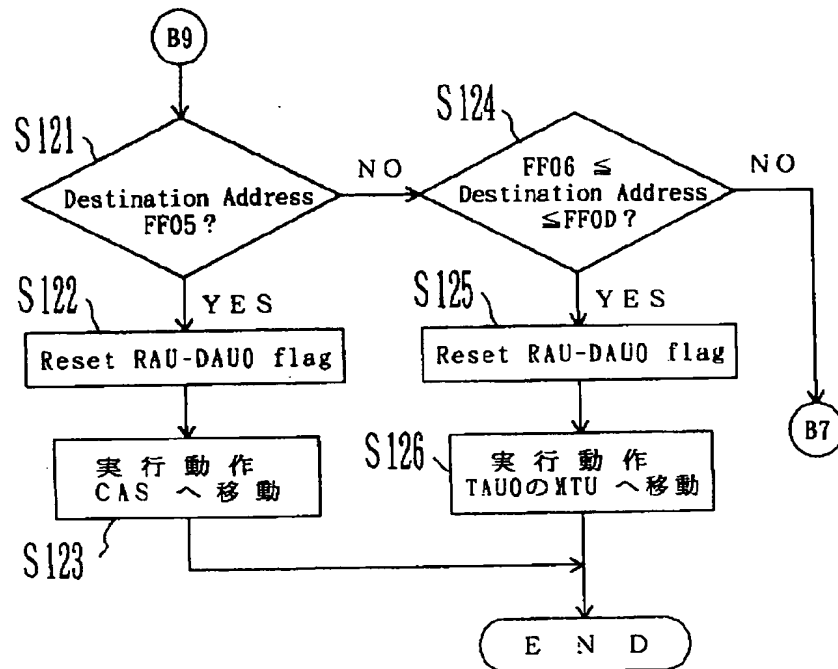 B9
S121
Destination Address
FF05?
NO
S124
FF06 ≦
Destination Address
≦FF0D?
NO
S122
YES
Reset RAU-DAU0 flag
S125
YES
Reset RAU-DAU0 flag
B7
実行動作
CAS へ移動
S123
S126
実行動作
TAU0のMTU へ移動
END